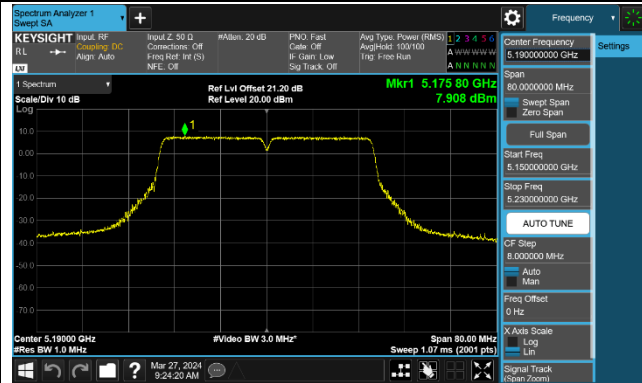 Spectrum Analyzer 1
Swept SA
Frequency
KEYSIGHT
RL
LXI
Input: RF
Coupling: DC
Align: Auto
Input Z: 50 Ω
Corrections: Off
Freq Ref: Int (S)
NFE: Off
#Atten: 20 dB
PNO: Fast
Gate: Off
IF Gain: Low
Sig Track: Off
Avg Type: Power (RMS)
Avg|Hold: 100/100
Trig: Free Run
1 2 3 4 5 6
A W W W W W
A N N N N N
1 Spectrum
Scale/Div 10 dB
Log
Ref Lvl Offset 21.20 dB
Ref Level 20.00 dBm
Mkr1 5.175 80 GHz
7.908 dBm
1
10.0
0.00
-10.0
-20.0
-30.0
-40.0
-50.0
-60.0
-70.0
Center 5.19000 GHz
#Res BW 1.0 MHz
#Video BW 3.0 MHz*
Span 80.00 MHz
Sweep 1.07 ms (2001 pts)
Mar 27, 2024
9:24:20 AM
Center Frequency
5.190000000 GHz
Span
80.0000000 MHz
Swept Span
Zero Span
Full Span
Start Freq
5.150000000 GHz
Stop Freq
5.230000000 GHz
AUTO TUNE
CF Step
8.000000 MHz
Auto
Man
Freq Offset
0 Hz
X Axis Scale
Log
Lin
Signal Track
(Span Zoom)
Settings